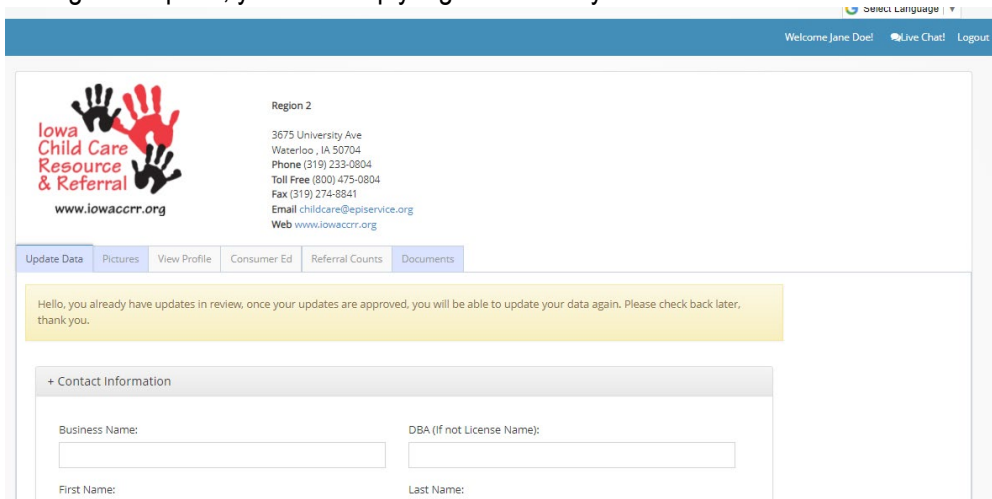 Select Language ▼
Welcome Jane Doe! Live Chat! Logout
Iowa
Child Care
Resource
& Referral
www.iowaccrr.org
Region 2
3675 University Ave
Waterloo , IA 50704
Phone (319) 233-0804
Toll Free (800) 475-0804
Fax (319) 274-8841
Email childcare@episervice.org
Web www.iowaccrr.org
Update Data Pictures View Profile Consumer Ed Referral Counts Documents
Hello, you already have updates in review, once your updates are approved, you will be able to update your data again. Please check back later,
thank you.
+ Contact Information
Business Name: DBA (If not License Name):
First Name: Last Name: